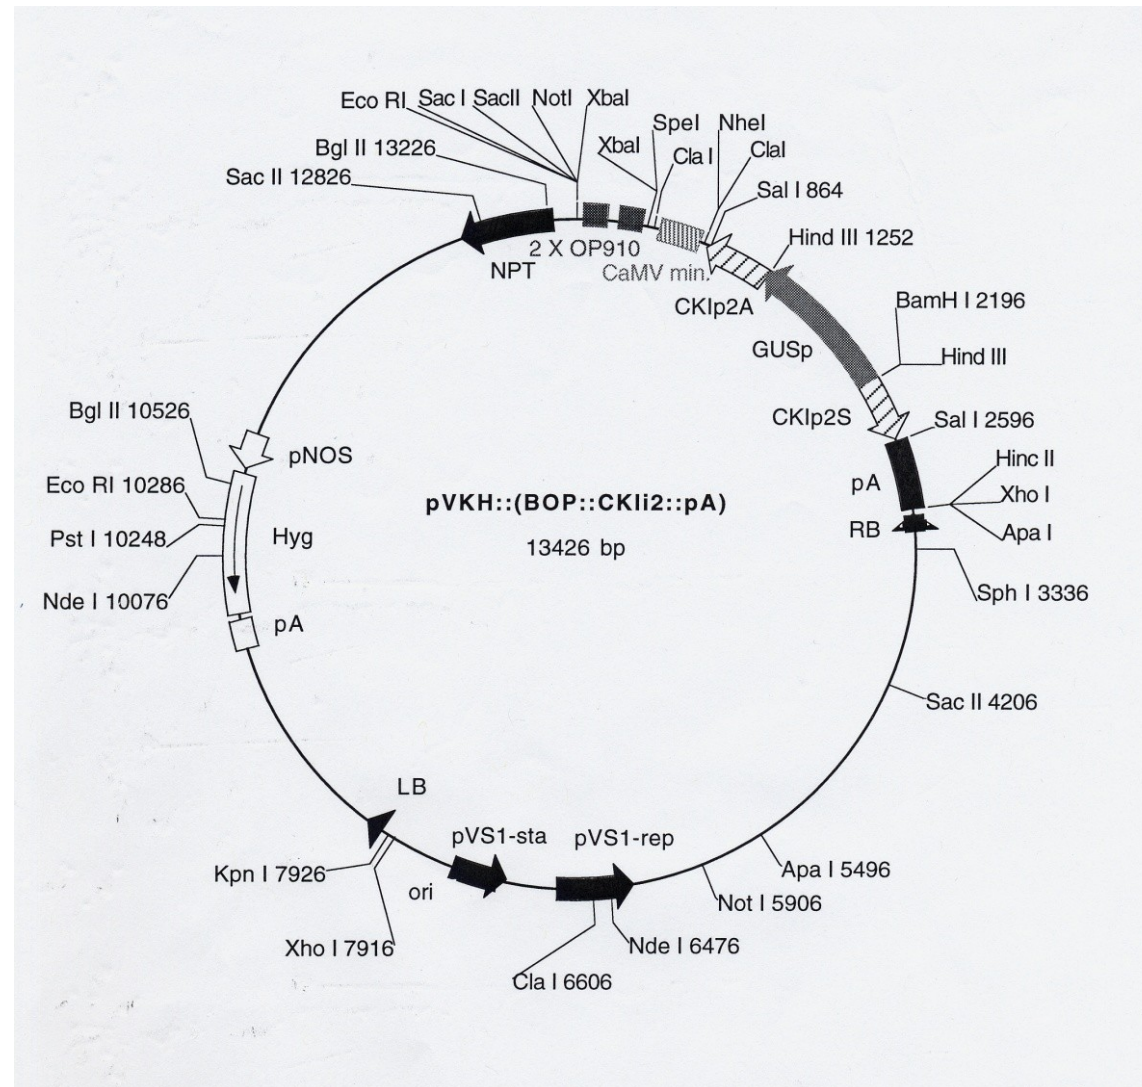 Eco RI Sac I SacII NotI XbaI
Bgl II 13226
Sac II 12826
XbaI
SpeI
Cla I
NheI
ClaI
Sal I 864
Hind III 1252
BamH I 2196
Hind III
Sal I 2596
Hinc II
Xho I
Apa I
Sph I 3336
Sac II 4206
Apa I 5496
Not I 5906
Nde I 6476
Cla I 6606
Xho I 7916
Kpn I 7926
Nde I 10076
Pst I 10248
Eco RI 10286
Bgl II 10526
NPT
2 X OP910
CaMV min.
CKIp2A
GUSp
CKIp2S
pA
RB
pVS1-rep
pVS1-sta
ori
LB
pA
Hyg
pNOS
pVKH::(BOP::CKIi2::pA)
13426 bp